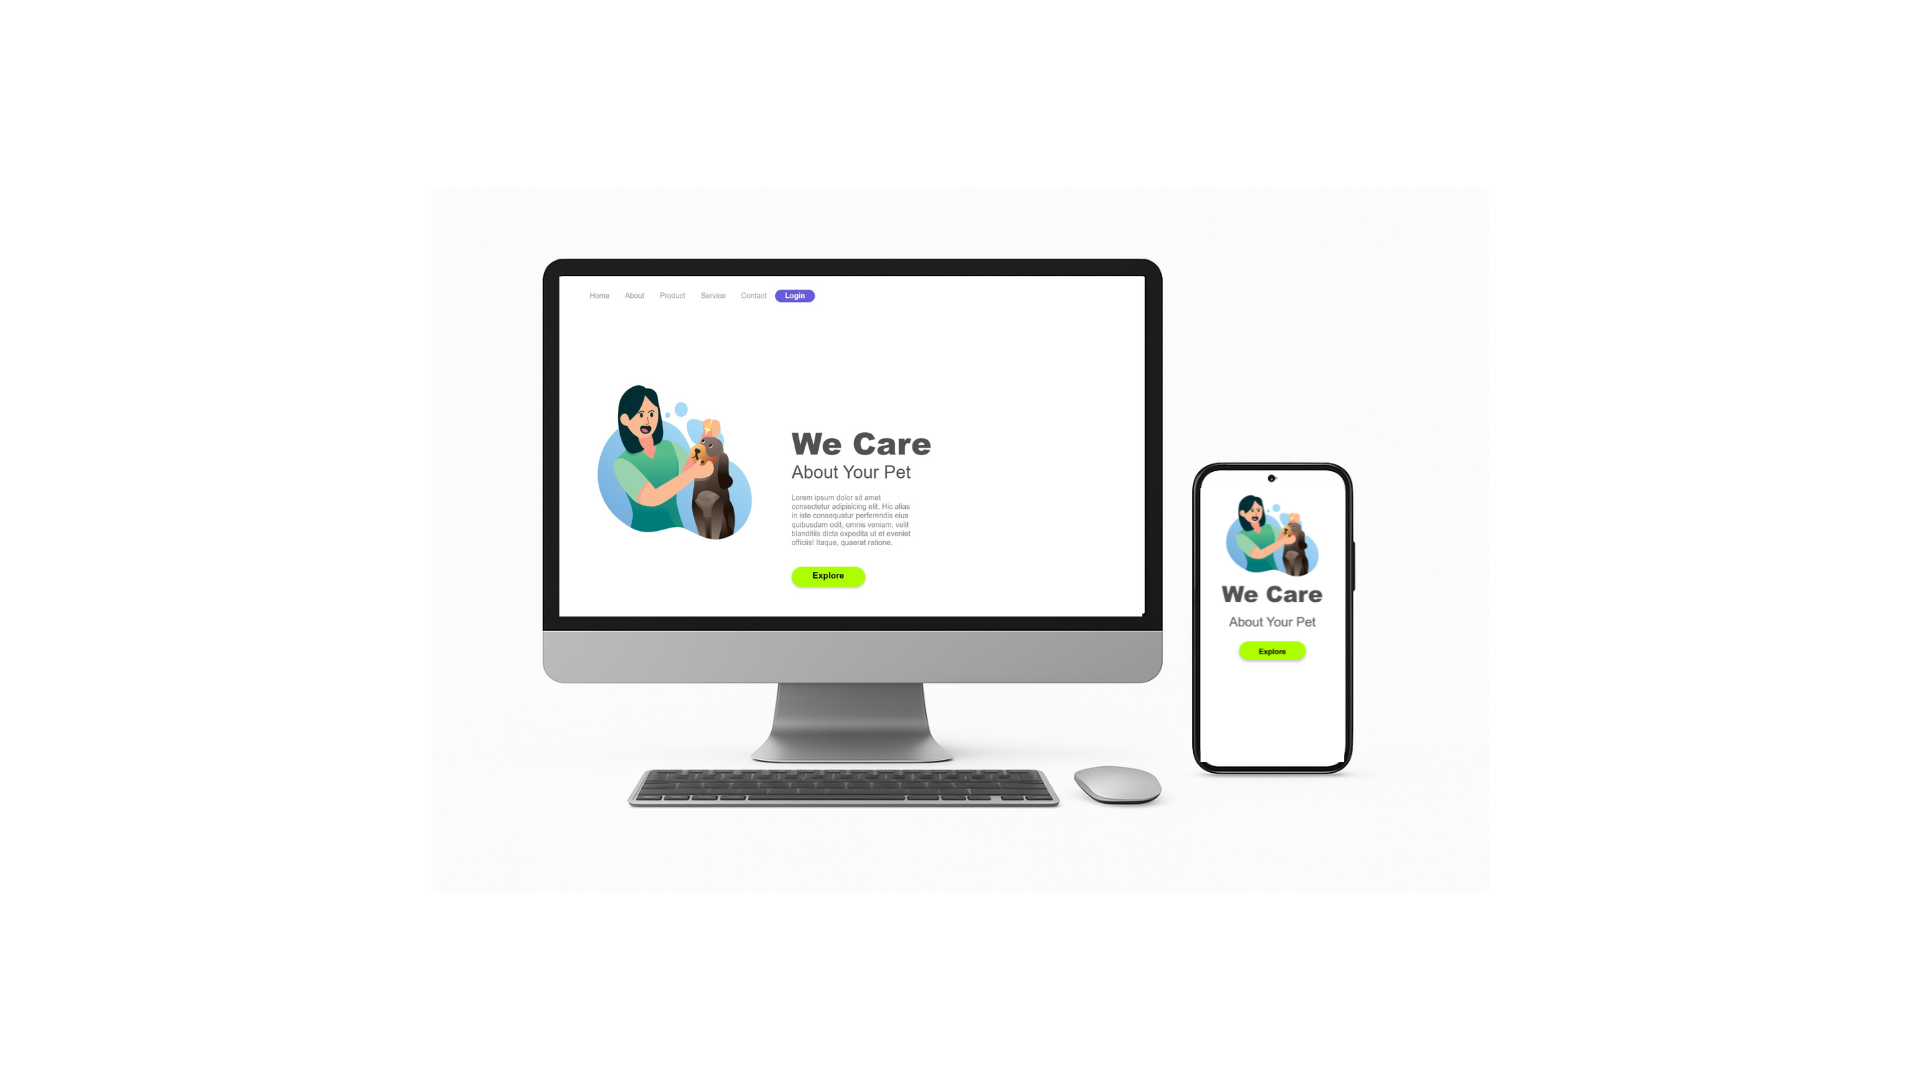 Home About Product Service Contact Login
We Care
About Your Pet
Lorem ipsum dolor sit amet
consectetur adipisicing elit. Hic alias
in iste consequatur perferendis eius
quibusdam odit, omnis veniam, velit
blanditiis dicta expedita ut et eveniet
officiis! Itaque, quaerat ratione.
Explore
We Care
About Your Pet
Explore